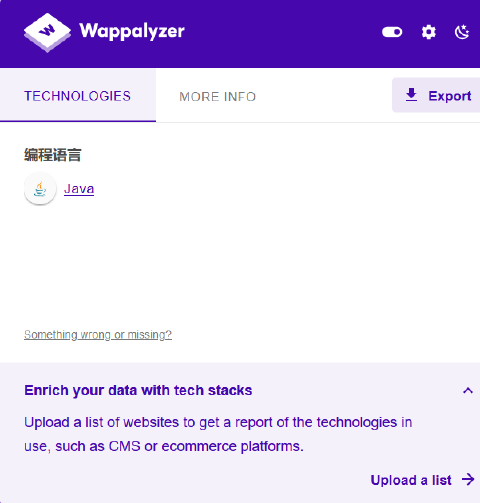 Wappalyzer
TECHNOLOGIES
MORE INFO
Export
编程语言
Java
Something wrong or missing?
Enrich your data with tech stacks
Upload a list of websites to get a report of the technologies in
use, such as CMS or ecommerce platforms.
Upload a list